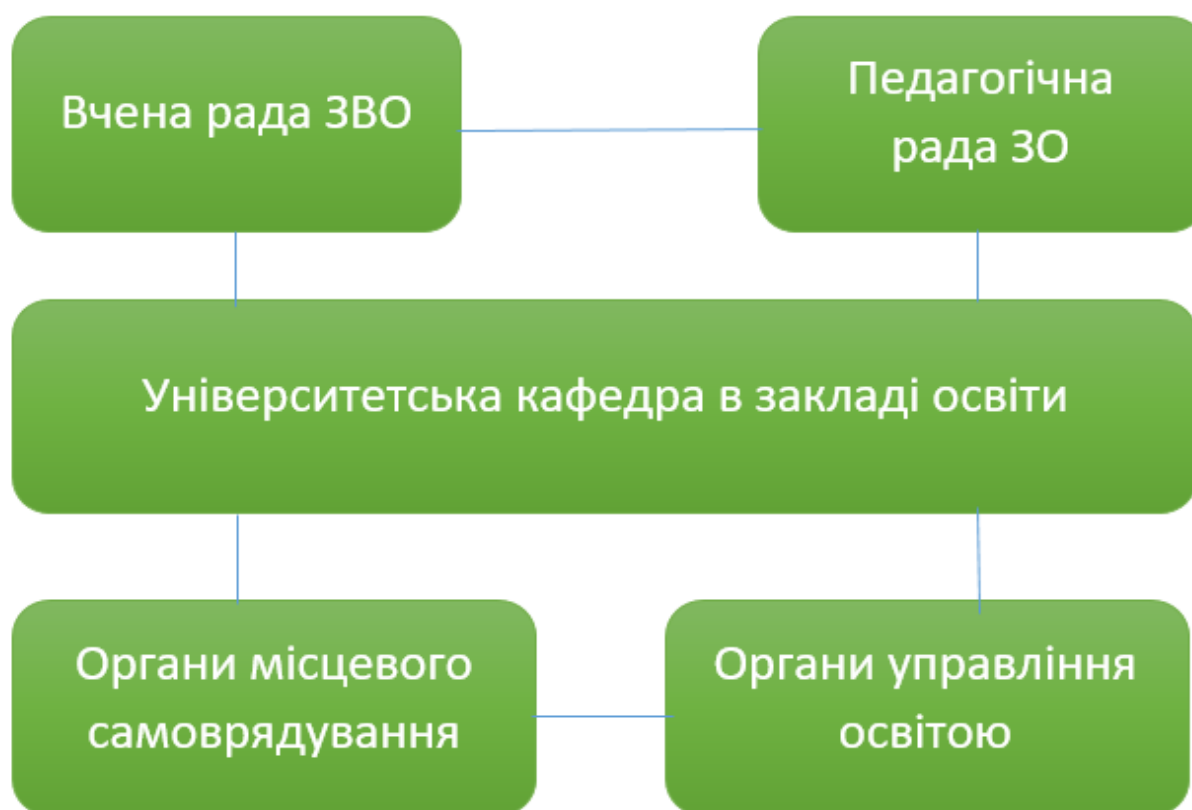 Вчена рада ЗВО
Педагогічна
рада ЗО
Університетська кафедра в закладі освіти
Органи місцевого
самоврядування
Органи управління
освітою